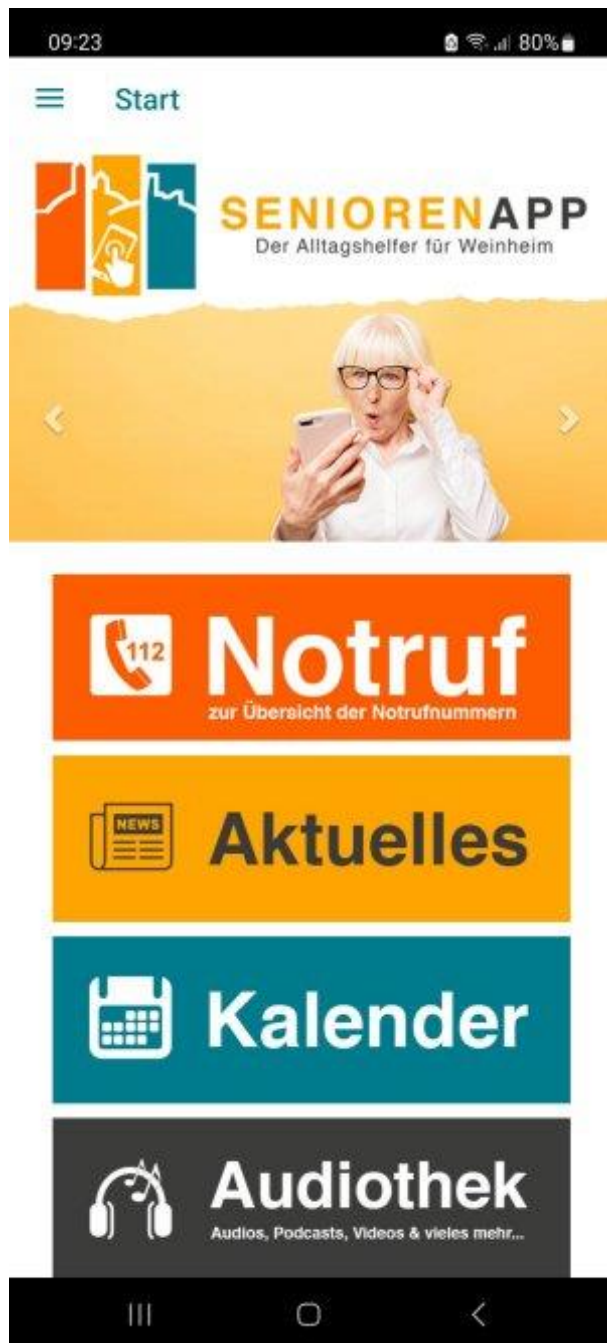 09:23
80%
Start
SENIORENAPP
Der Alltagshelfer für Weinheim
112
Notruf
zur Übersicht der Notrufnummern
NEWS
Aktuelles
Kalender
Audiothek
Audios, Podcasts, Videos & vieles mehr...